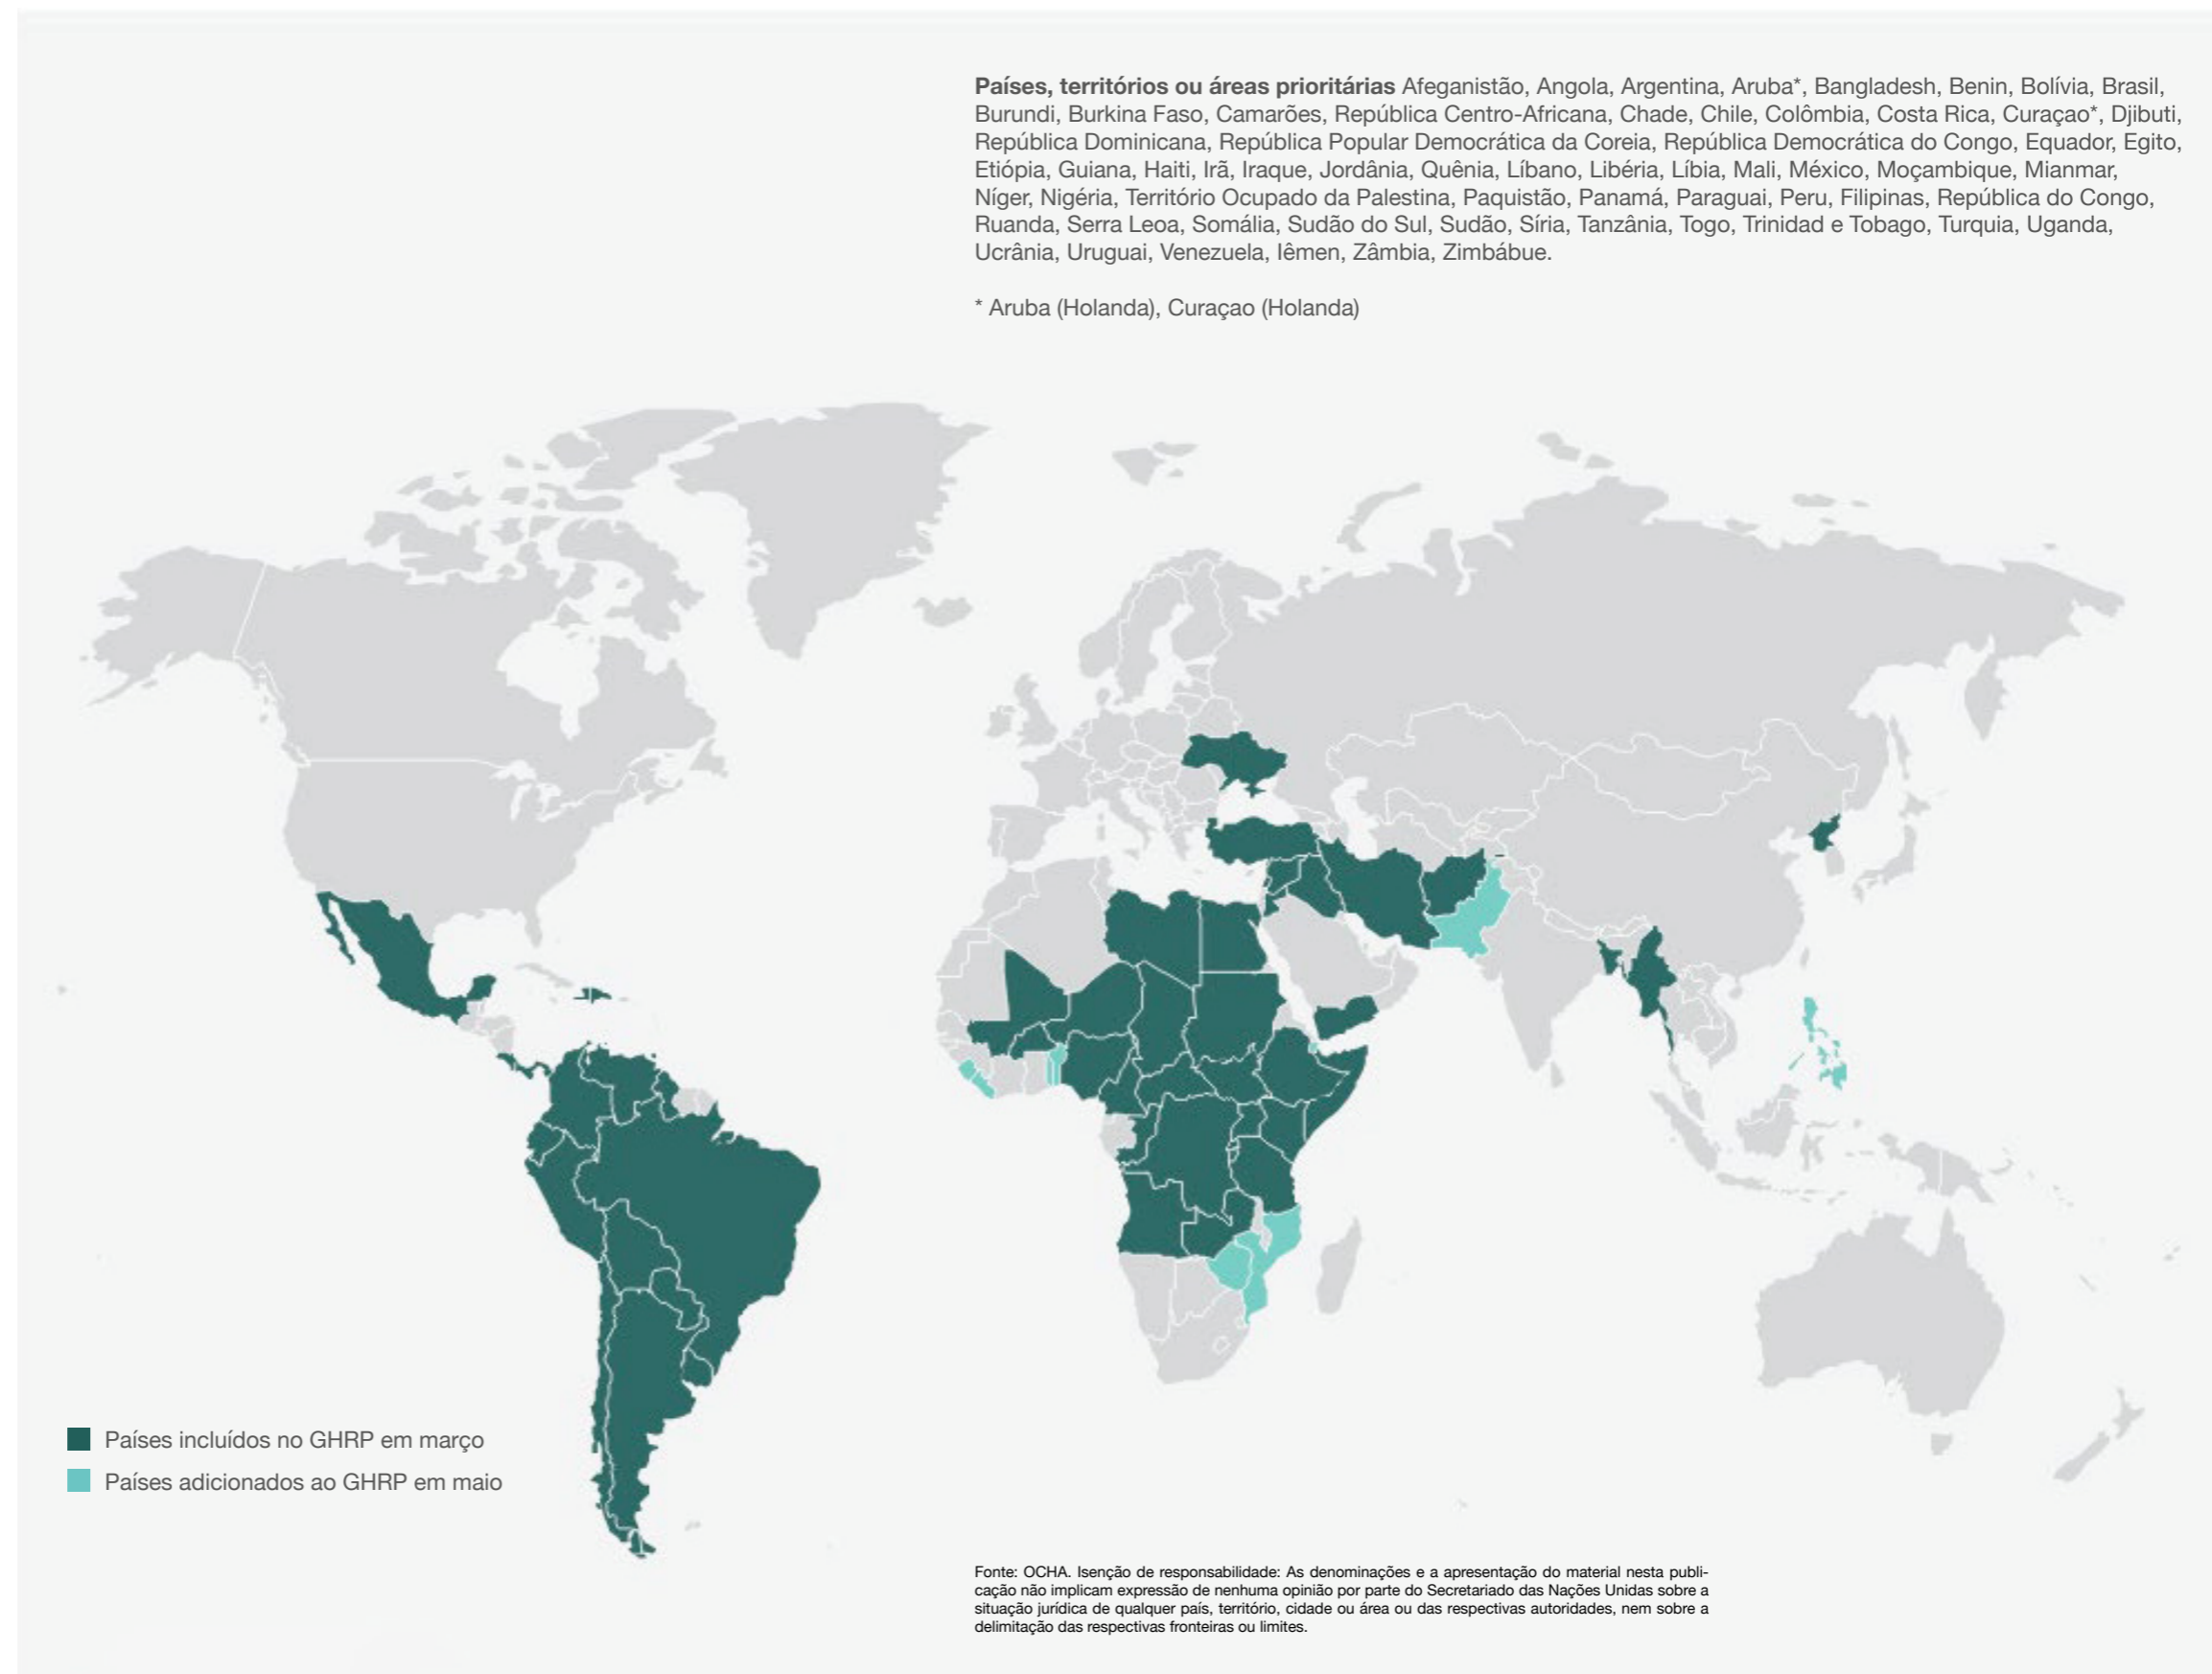 Países, territórios ou áreas prioritárias Afeganistão, Angola, Argentina, Aruba*, Bangladesh, Benin, Bolívia, Brasil,
Burundi, Burkina Faso, Camarões, República Centro-Africana, Chade, Chile, Colômbia, Costa Rica, Curaçao*, Djibuti,
República Dominicana, República Popular Democrática da Coreia, República Democrática do Congo, Equador, Egito,
Etiópia, Guiana, Haiti, Irã, Iraque, Jordânia, Quênia, Líbano, Libéria, Líbia, Mali, México, Moçambique, Mianmar,
Níger, Nigéria, Território Ocupado da Palestina, Paquistão, Panamá, Paraguai, Peru, Filipinas, República do Congo,
Ruanda, Serra Leoa, Somália, Sudão do Sul, Sudão, Síria, Tanzânia, Togo, Trinidad e Tobago, Turquia, Uganda,
Ucrânia, Uruguai, Venezuela, Iêmen, Zâmbia, Zimbábue.
* Aruba (Holanda), Curaçao (Holanda)
Países incluídos no GHRP em março
Países adicionados ao GHRP em maio
Fonte: OCHA. Isenção de responsabilidade: As denominações e a apresentação do material nesta publi-
cação não implicam expressão de nenhuma opinião por parte do Secretariado das Nações Unidas sobre a
situação jurídica de qualquer país, território, cidade ou área ou das respectivas autoridades, nem sobre a
delimitação das respectivas fronteiras ou limites.